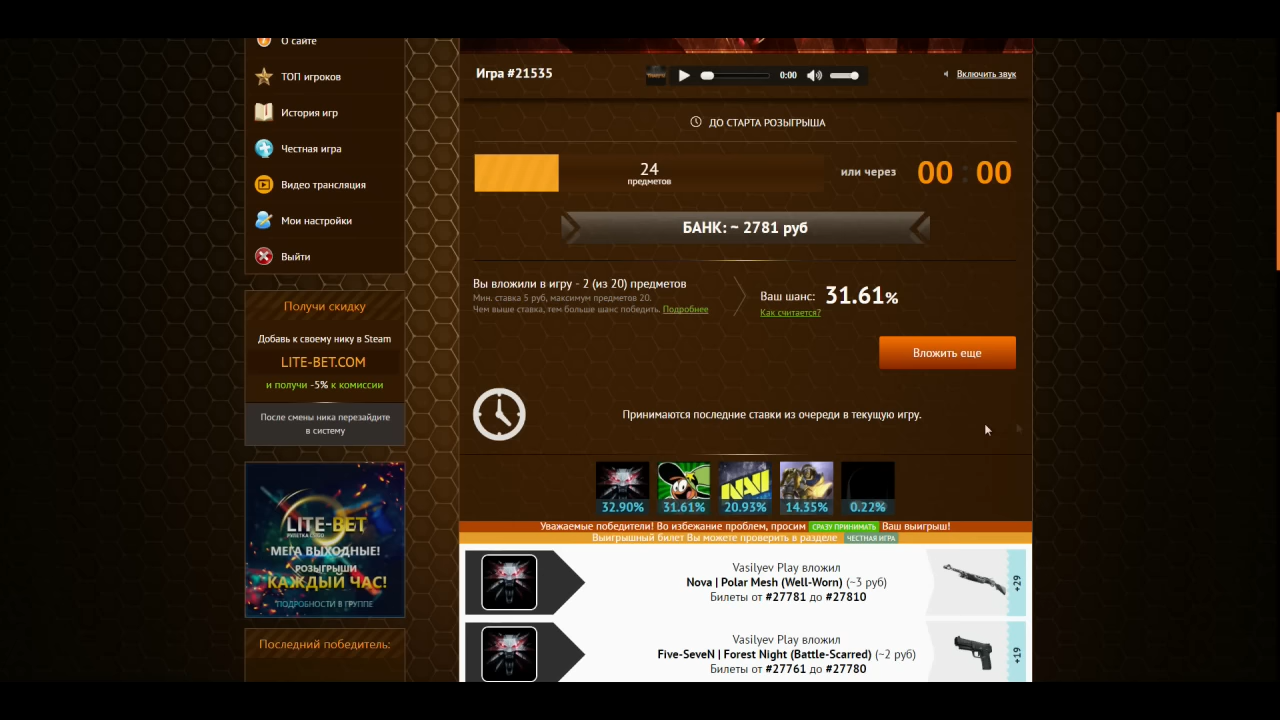 О сайте
ТОП игроков
История игр
Честная игра
Видео трансляция
Мои настройки
Выйти
Получи скидку
Добавь к своему нику в Steam
LITE-BET.COM
и получи -5% к комиссии
После смены ника перезайдите
в систему
LITE-BET
МЕГА ВЫХОДНЫЕ!
РОЗЫГРЫШИ
КАЖДЫЙ ЧАС!
ПОДРОБНОСТИ В ГРУППЕ
Последний победитель:
Игра #21535
0:00
Включить звук
ДО СТАРТА РОЗЫГРЫША
24
предметов
или через
00 : 00
БАНК: ~ 2781 руб
Вы вложили в игру - 2 (из 20) предметов
Мин. ставка 5 руб, максимум предметов 20.
Чем выше ставка, тем больше шанс победить. Подробнее
Ваш шанс: 31.61%
Как считается?
Вложить еще
Принимаются последние ставки из очереди в текущую игру.
NAVI
32.90% 31.61% 20.93% 14.35% 0.22%
Уважаемые победители! Во избежание проблем, просим СРАЗУ ПРИНИМАТЬ Ваш выигрыш!
Выигрышный билет Вы можете проверить в разделе ЧЕСТНАЯ ИГРА
Vasilyev Play вложил
Nova | Polar Mesh (Well-Worn) (~3 руб)
Билеты от #27781 до #27810
+29
Vasilyev Play вложил
Five-SeveN | Forest Night (Battle-Scarred) (~2 руб)
Билеты от #27761 до #27780
+19